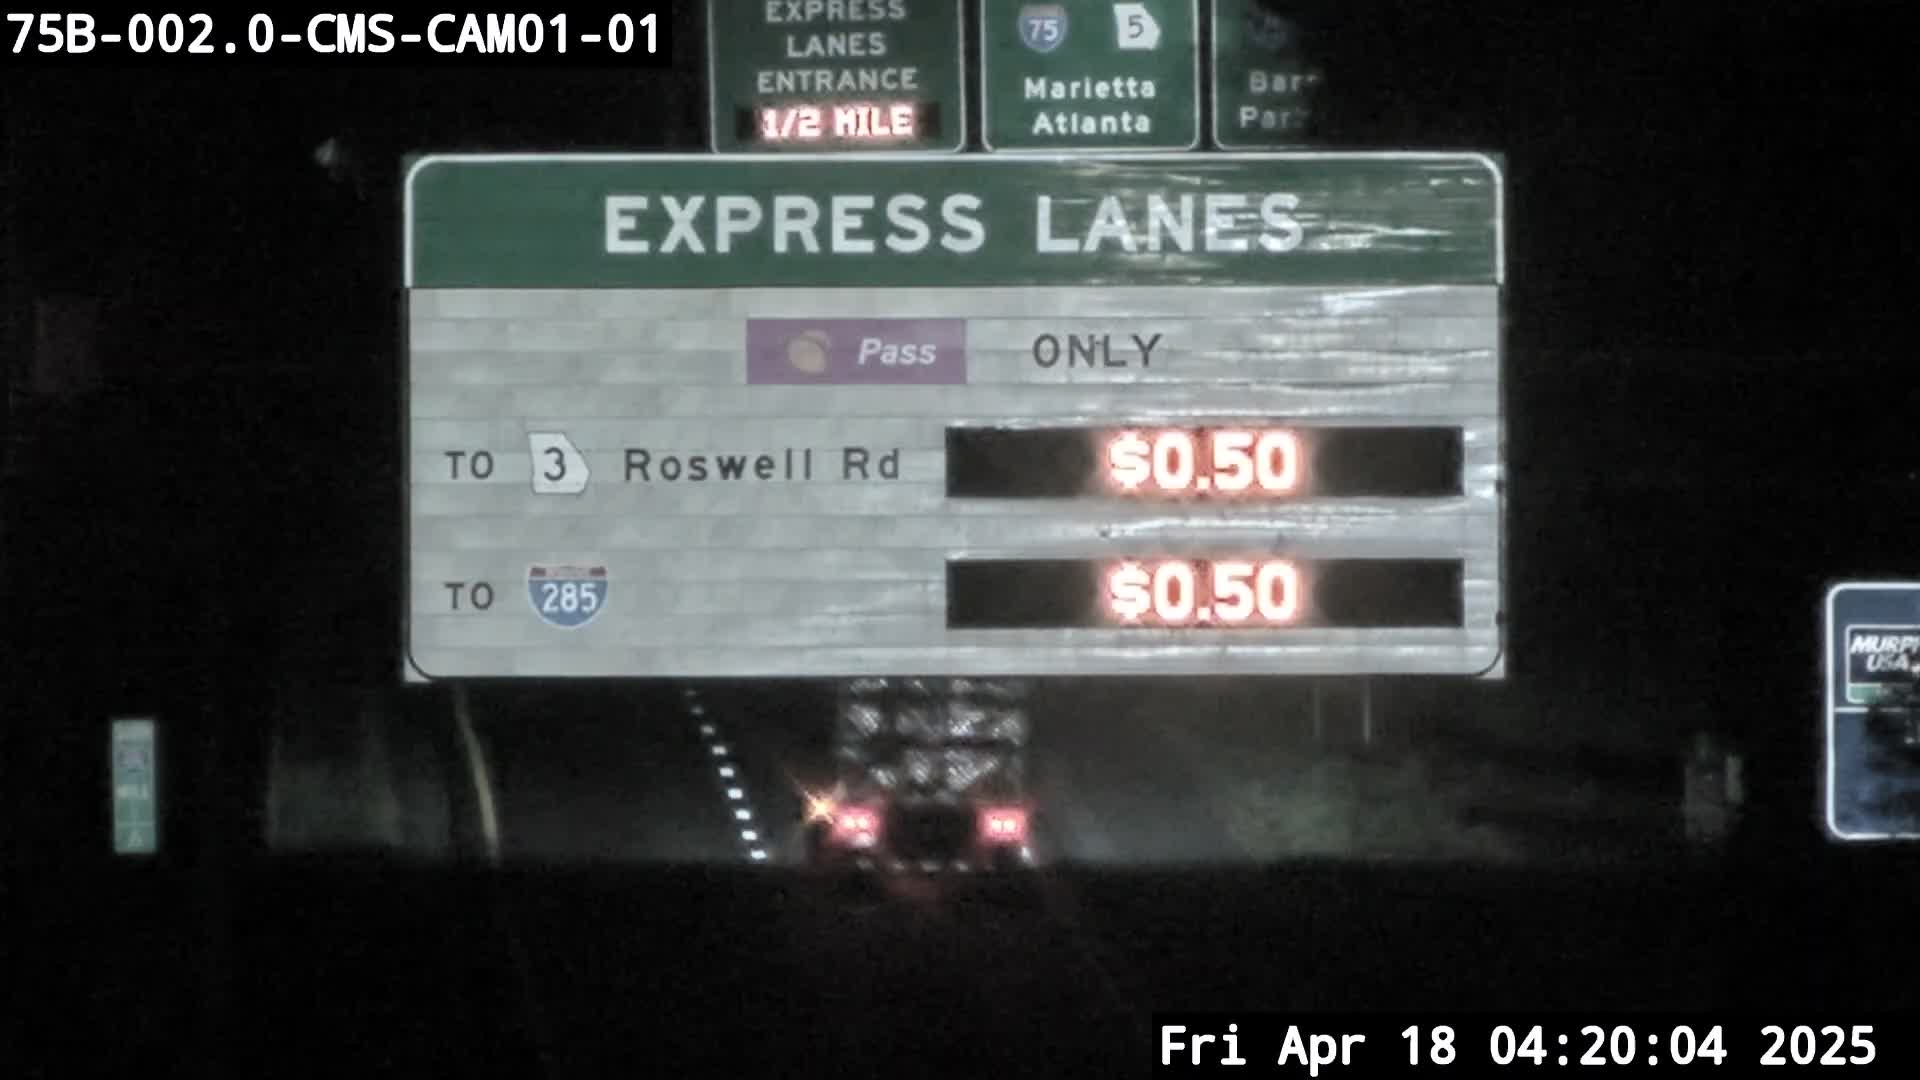 75B-002.0-CMS-CAM01-01
EXPRESS
LANES
ENTRANCE
1/2 MILE
75 5
Marietta
Atlanta
EXPRESS LANES
Pass ONLY
TO 3 Roswell Rd $0.50
TO 285 $0.50
USA
Fri Apr 18 04:20:04 2025